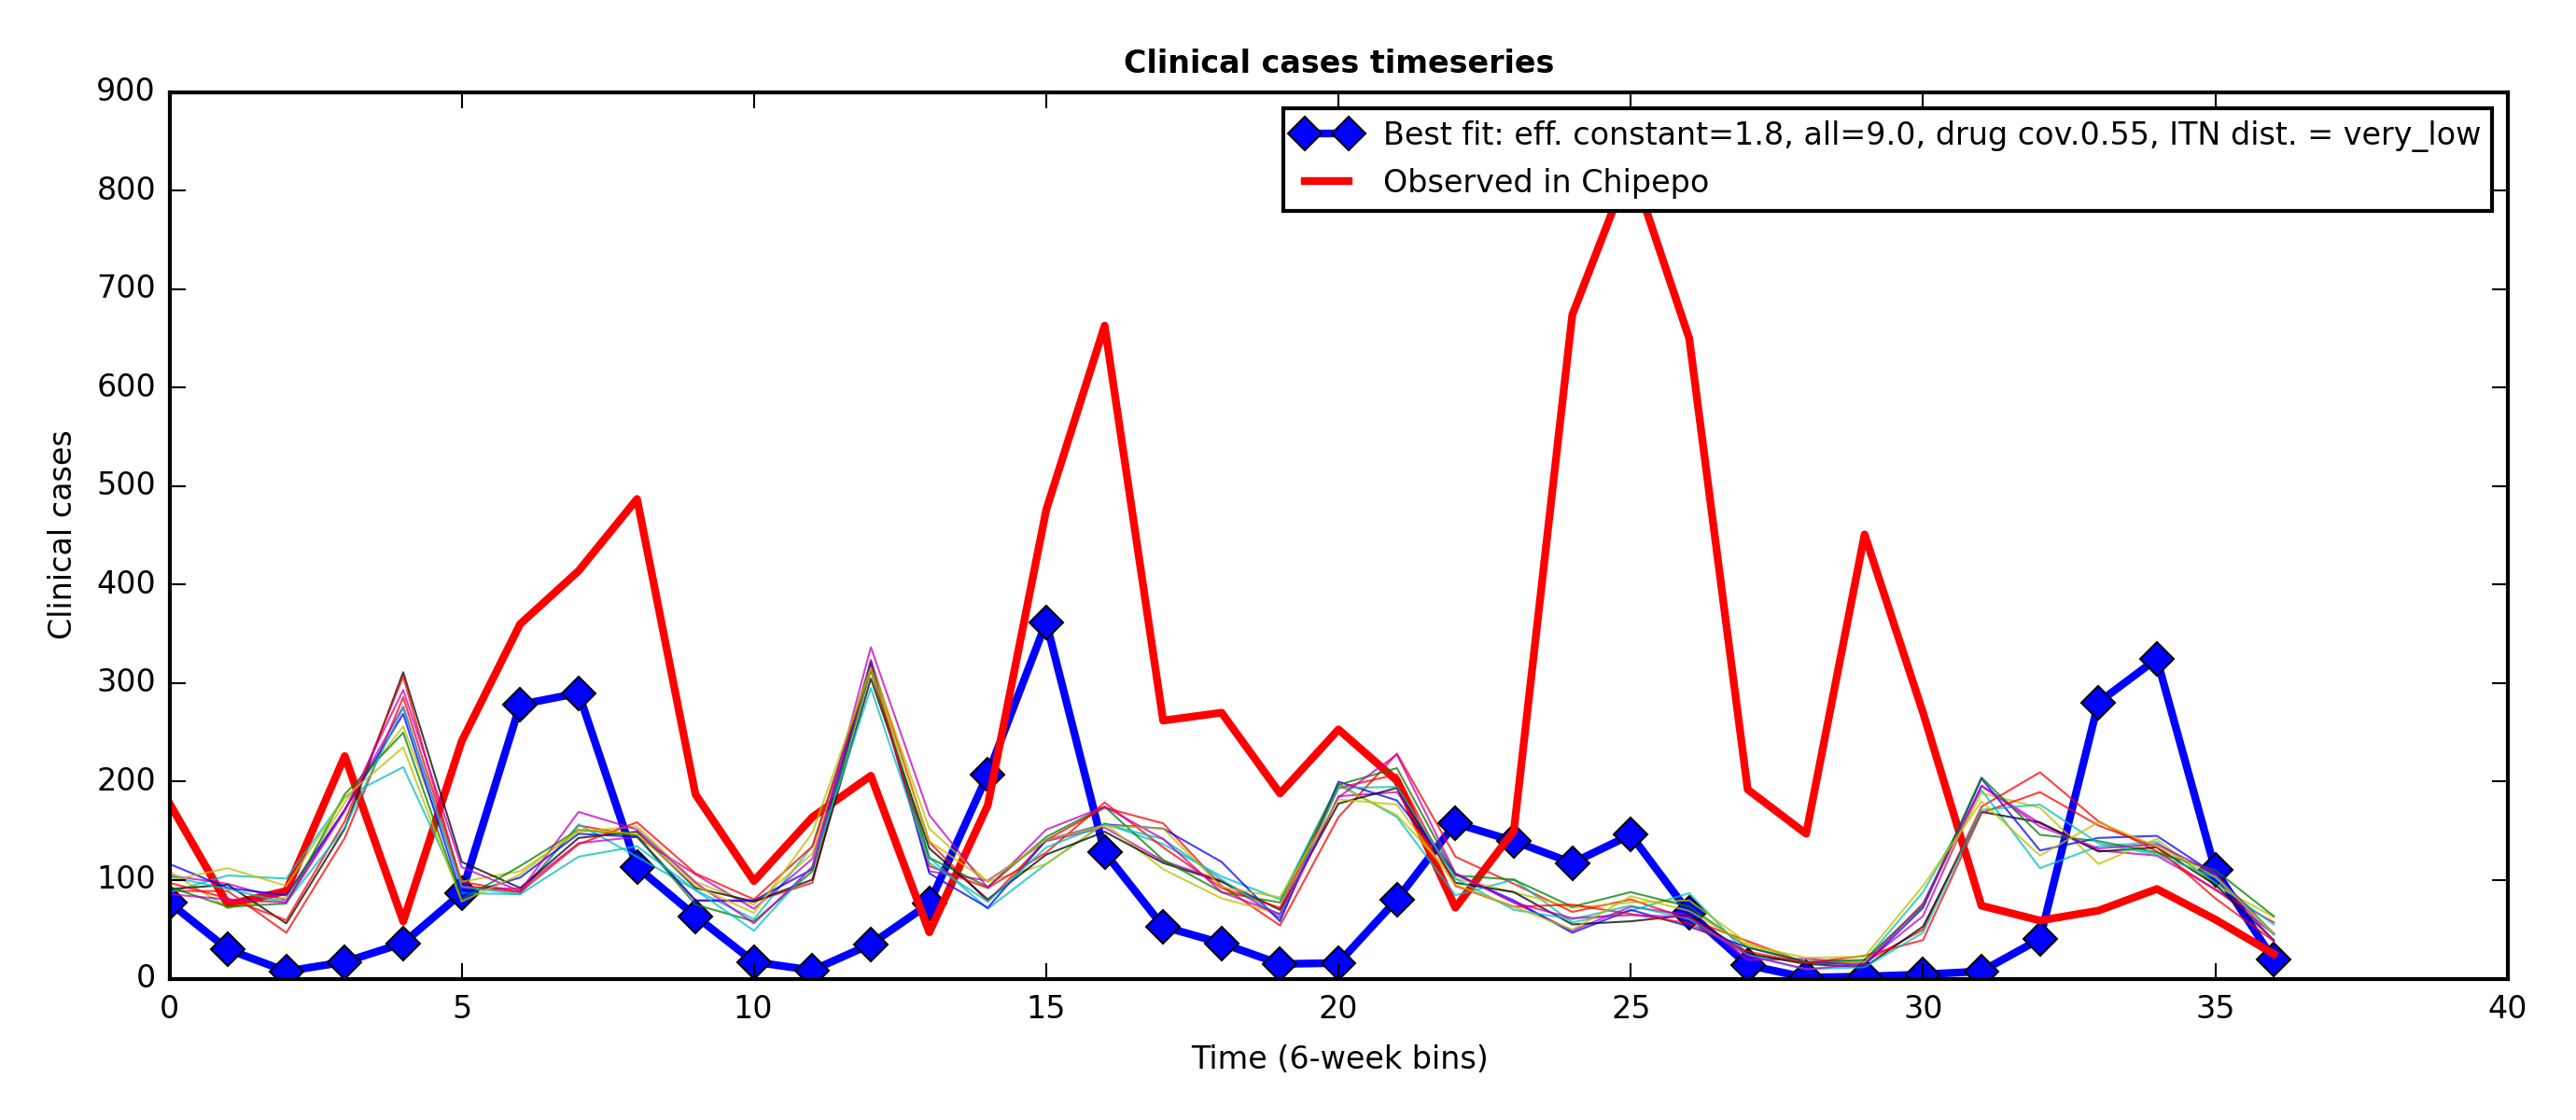 Clinical cases timeseries
Best fit: eff. constant=1.8, all=9.0, drug cov.0.55, ITN dist. = very_low
Observed in Chipepo
900
800
700
600
500
400
300
200
100
0
Clinical cases
0 5 10 15 20 25 30 35 40
Time (6-week bins)